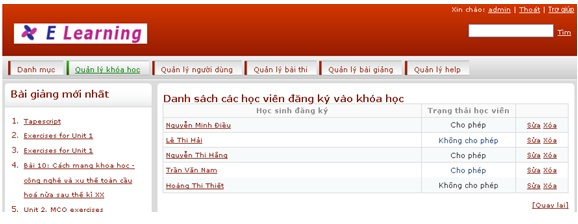 Xin chào: admin | Thoát | Trợ giúp
E Learning
Tìm
Danh mục Quản lý khóa học Quản lý người dùng Quản lý bài thi Quản lý bài giảng Quản lý help
Bài giảng mới nhất
1. Tapescript
2. Exercises for Unit 1
3. Exercises for Unit 1
4. Bài 10: Cách mạng khoa học -
công nghệ và xu thế toàn cầu
hoá nửa sau thế kỉ XX
5. Unit 2. MCQ exercises
Danh sách các học viên đăng ký vào khóa học
Học sinh đăng ký Trạng thái học viên
Nguyễn Minh Điều Cho phép Sửa Xóa
Lê Thị Hải Không cho phép Sửa Xóa
Nguyễn Thị Hằng Cho phép Sửa Xóa
Trần Văn Nam Cho phép Sửa Xóa
Hoàng Thị Thiết Không cho phép Sửa Xóa
[Quay lại]